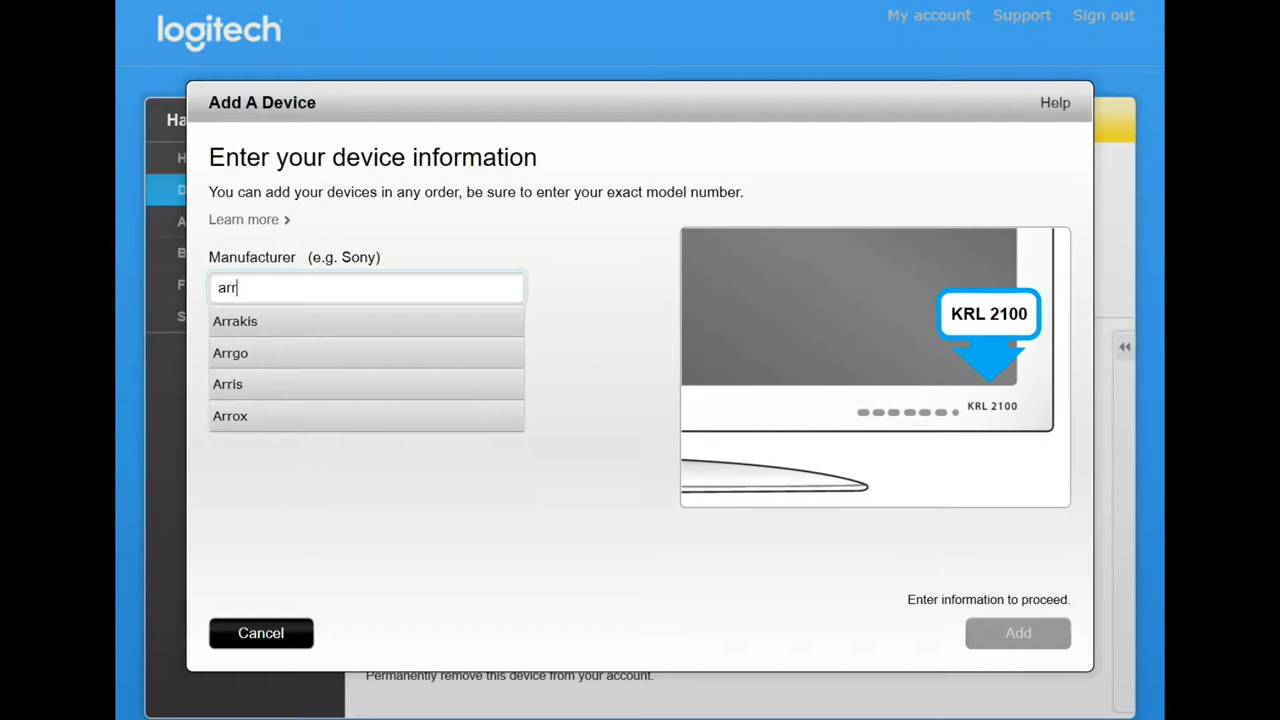 logitech
My account Support Sign out
Add A Device Help
Ha
Enter your device information
H
You can add your devices in any order, be sure to enter your exact model number.
D
Learn more
A
Manufacturer (e.g. Sony)
B
arr
F
Arrakis
S
Arrgo
Arris
Arrox
KRL 2100
KRL 2100
Enter information to proceed.
Cancel Add
Permanently remove this device from your account.